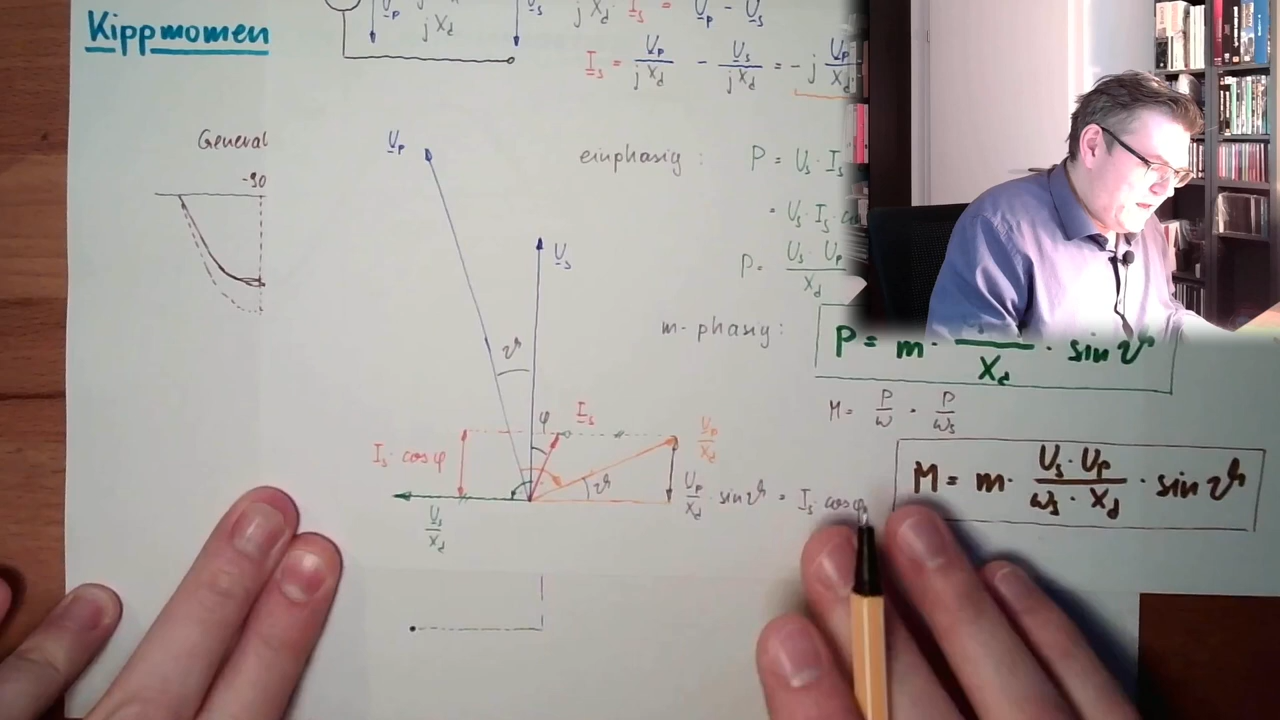 Kippmomen
U_p
j X_d
U_s
j X_d · I_s = U_p - U_s
I_s = U_p / j X_d - U_s / j X_d = - j U_p / X_d
General
-90
U_p
einphasig : P = U_s · I_s
= U_s · I_s · co
U_s
P = U_s · U_p / X_d
m-phasig : P = m · / X_d · sin ϑ
ϑ
M = P / ω = P / ω_s
φ
I_s
U_p / X_d
I_s · cos φ
M = m · U_s · U_p / ω_s · X_d · sin ϑ
ϑ
U_p / X_d · sin ϑ = I_s · cos φ
U_s / X_d